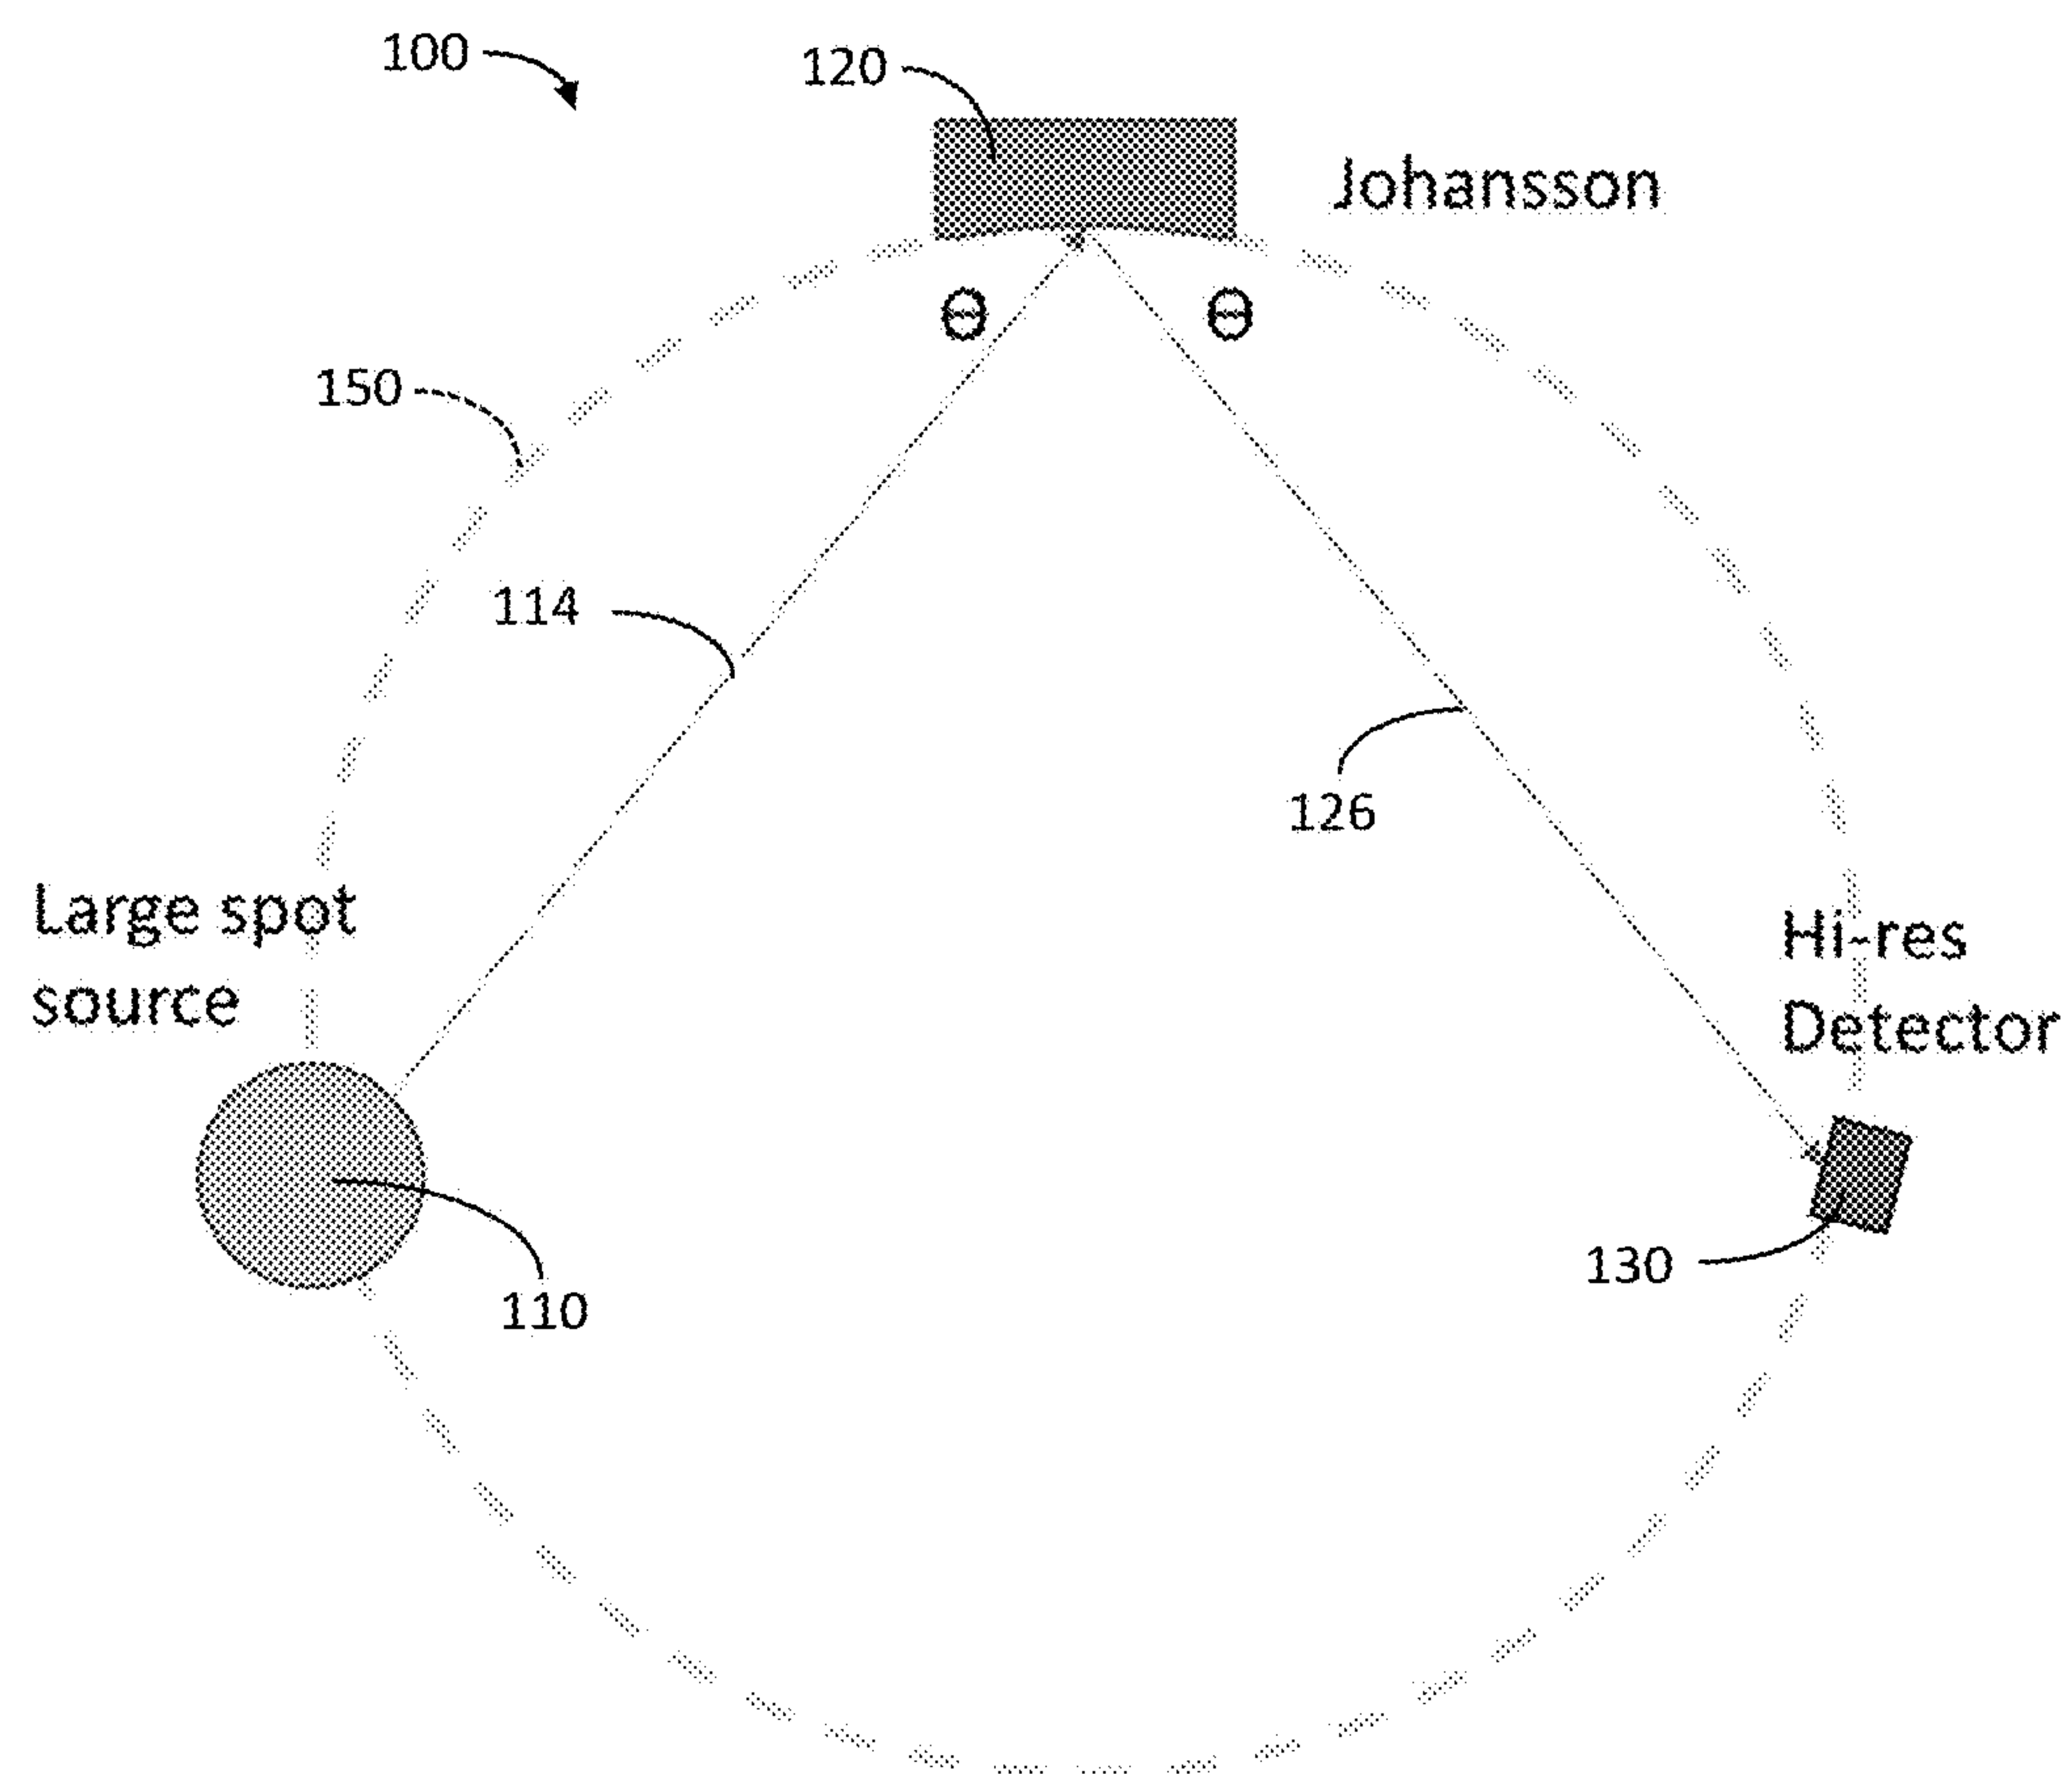 100
120
Johansson
Θ Θ
150
114
126
Large spot
source
Hi-res
Detector
130
110